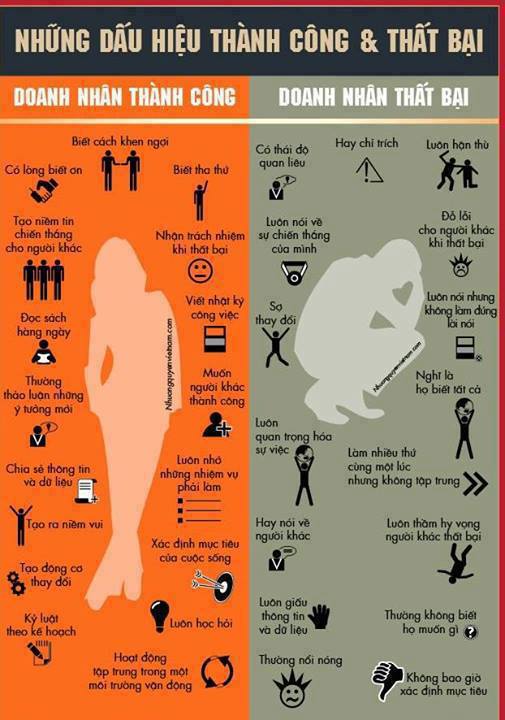 NHỮNG DẤU HIỆU THÀNH CÔNG & THẤT BẠI
DOANH NHÂN THÀNH CÔNG
Biết cách khen ngợi
Có lòng biết ơn
Biết tha thứ
Tạo niềm tin
chiến thắng
cho người khác
Nhận trách nhiệm
khi thất bại
Đọc sách
hàng ngày
Viết nhật ký
công việc
Nhuongquyenvietnam.com
Thường
thảo luận những
ý tưởng mới
Muốn
người khác
thành công
Chia sẻ thông tin
và dữ liệu
Luôn nhớ
những nhiệm vụ
phải làm
Tạo ra niềm vui
Xác định mục tiêu
của cuộc sống
Tạo động cơ
thay đổi
Kỷ luật
theo kế hoạch
Luôn học hỏi
Hoạt động
tập trung trong một
môi trường vận động
DOANH NHÂN THẤT BẠI
Có thái độ
quan liêu
Hay chỉ trích
Luôn hận thù
Luôn nói về
sự chiến thắng
của mình
Đỗ lỗi
cho người khác
khi thất bại
Sợ
thay đổi
Luôn nói nhưng
không làm đúng
lời nói
Nhuongquyenvietnam.com
Nghĩ là
họ biết tất cả
Luôn
quan trọng hóa
sự việc
Làm nhiều thứ
cùng một lúc
nhưng không tập trung
Hay nói về
người khác
Luôn thầm hy vọng
người khác thất bại
Luôn giấu
thông tin
và dữ liệu
Thường không biết
họ muốn gì ?
Thường nổi nóng
Không bao giờ
xác định mục tiêu